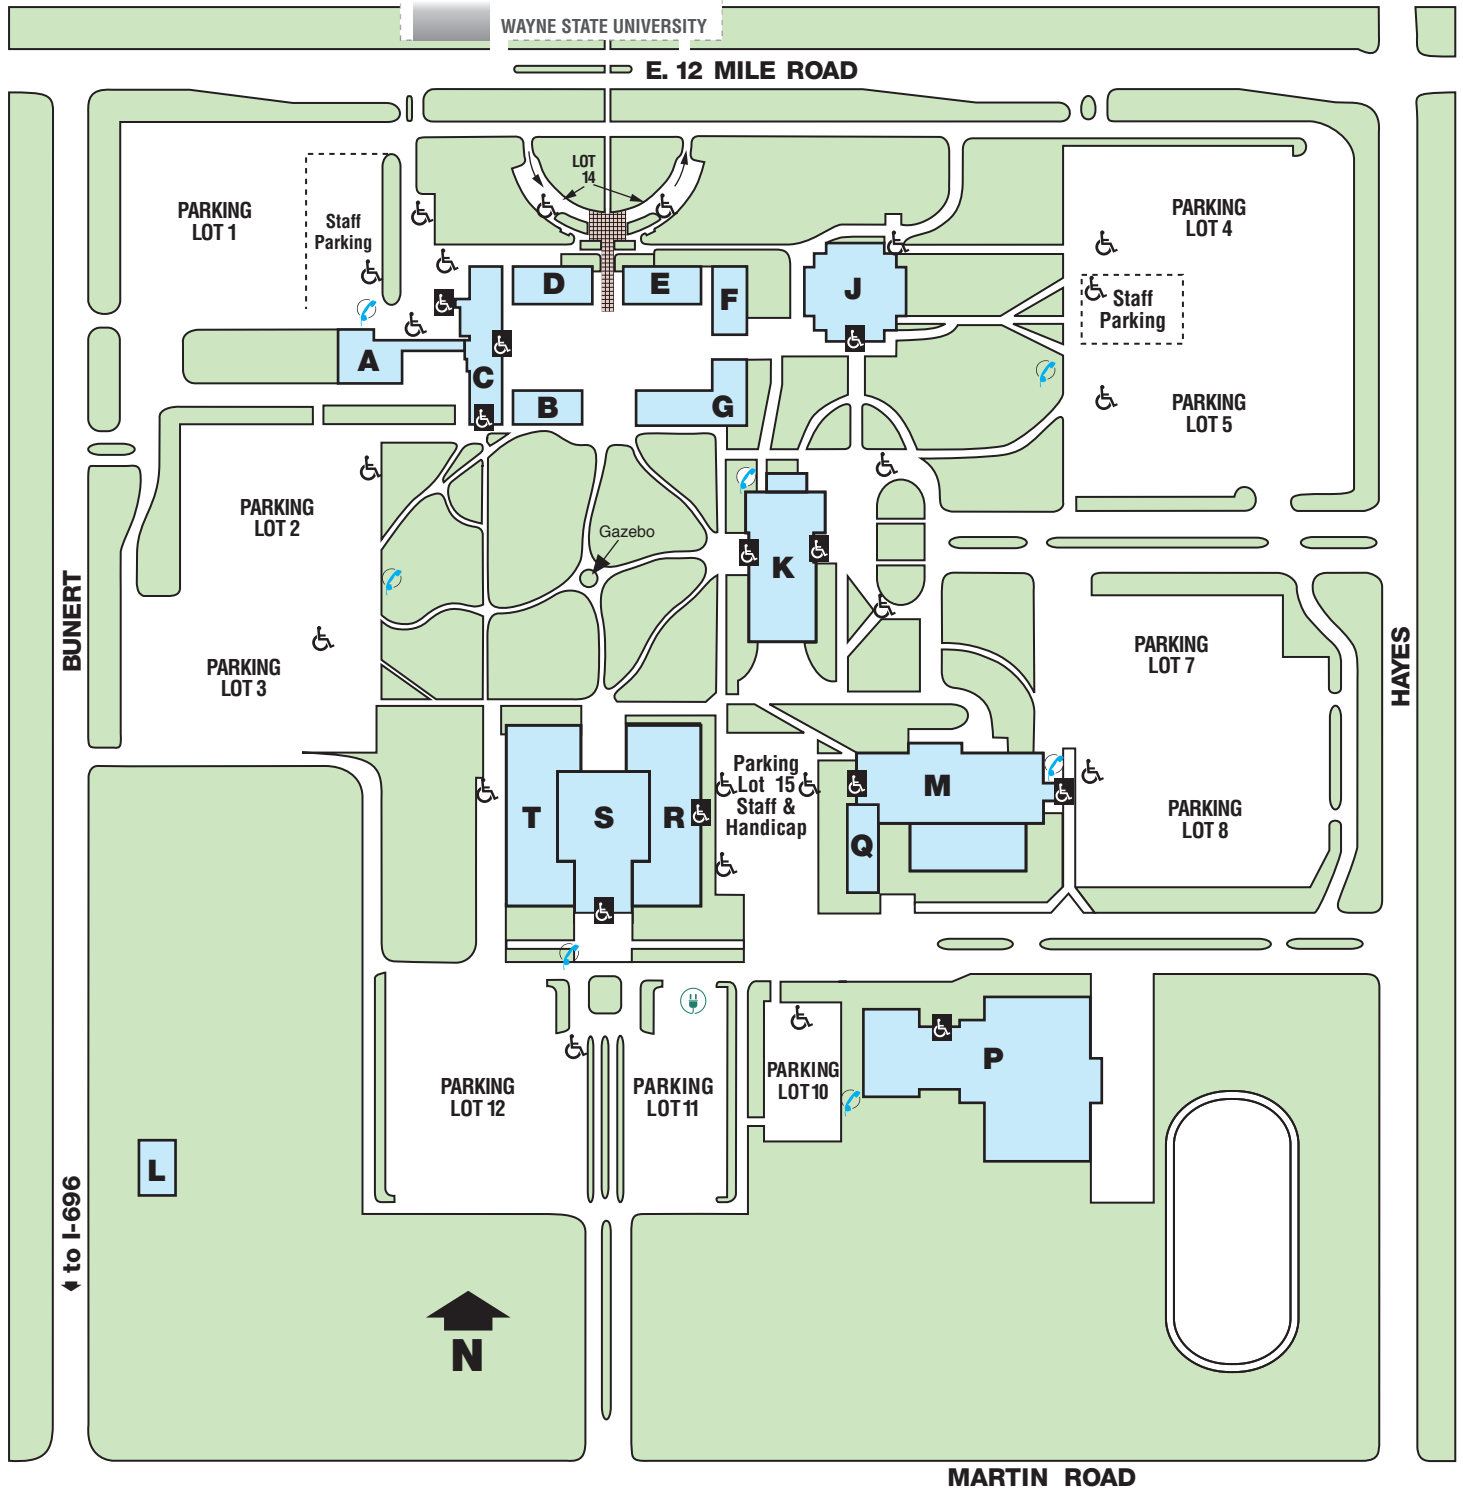 WAYNE STATE UNIVERSITY
E. 12 MILE ROAD
LOT
14
PARKING
LOT 1
Staff
Parking
PARKING
LOT 4
D
E
F
J
Staff
Parking
A
C
B
G
PARKING
LOT 5
PARKING
LOT 2
Gazebo
K
BUNERT
HAYES
PARKING
LOT 3
PARKING
LOT 7
Parking
Lot 15
Staff &
Handicap
T
S
R
M
Q
PARKING
LOT 8
PARKING
LOT 12
PARKING
LOT 11
PARKING
LOT 10
P
L
to I-696
N
MARTIN ROAD